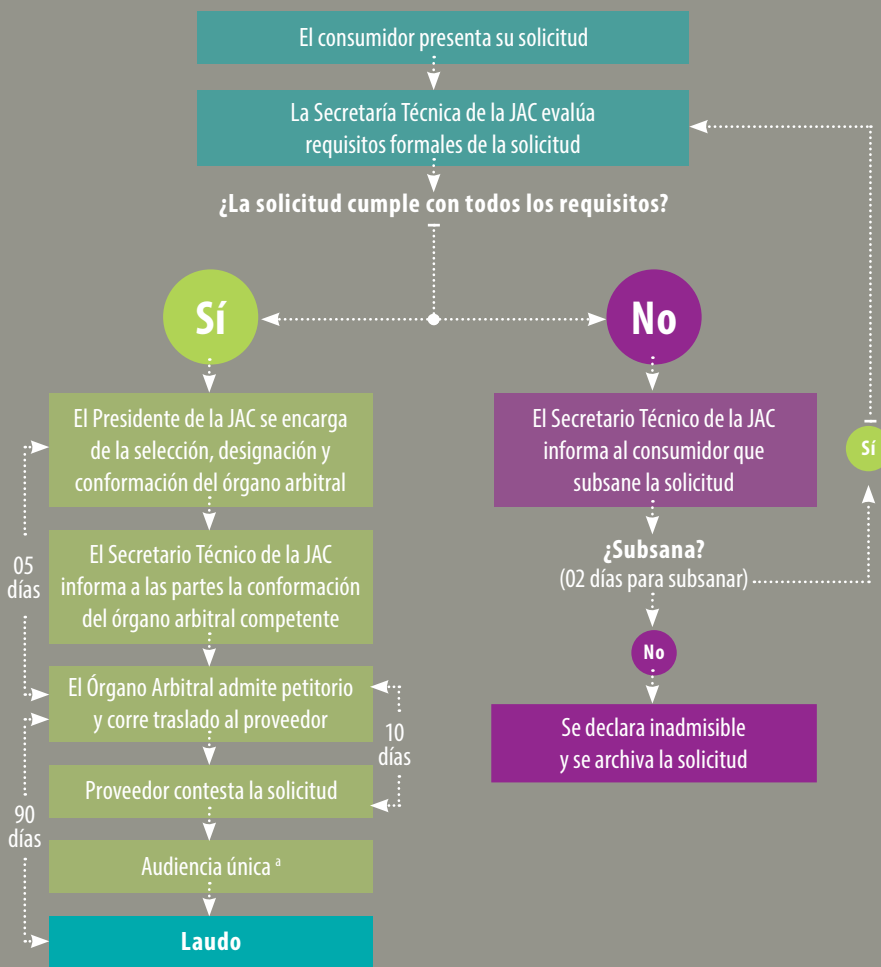 El consumidor presenta su solicitud
La Secretaría Técnica de la JAC evalúa
requisitos formales de la solicitud
¿La solicitud cumple con todos los requisitos?
Sí
El Presidente de la JAC se encarga
de la selección, designación y
conformación del órgano arbitral
05
días
El Secretario Técnico de la JAC
informa a las partes la conformación
del órgano arbitral competente
El Órgano Arbitral admite petitorio
y corre traslado al proveedor
10
días
Proveedor contesta la solicitud
90
días
Audiencia única ª
Laudo
No
El Secretario Técnico de la JAC
informa al consumidor que
subsane la solicitud
Sí
¿Subsana?
(02 días para subsanar)
No
Se declara inadmisible
y se archiva la solicitud